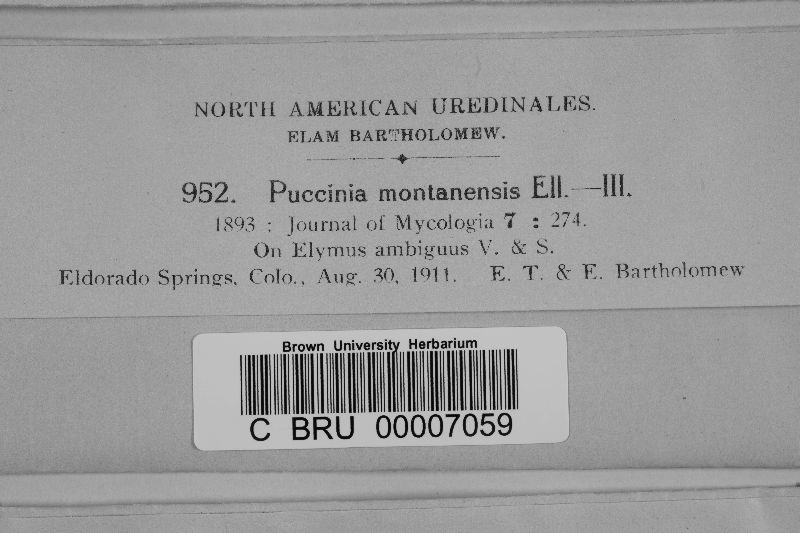 NORTH AMERICAN UREDINALES.
ELAM BARTHOLOMEW.
952. Puccinia montanensis Ell.—III.
1893 : Journal of Mycologia 7 : 274.
On Elymus ambiguus V. & S.
Eldorado Springs, Colo., Aug. 30, 1911. E. T. & E. Bartholomew
Brown University Herbarium
C BRU 00007059